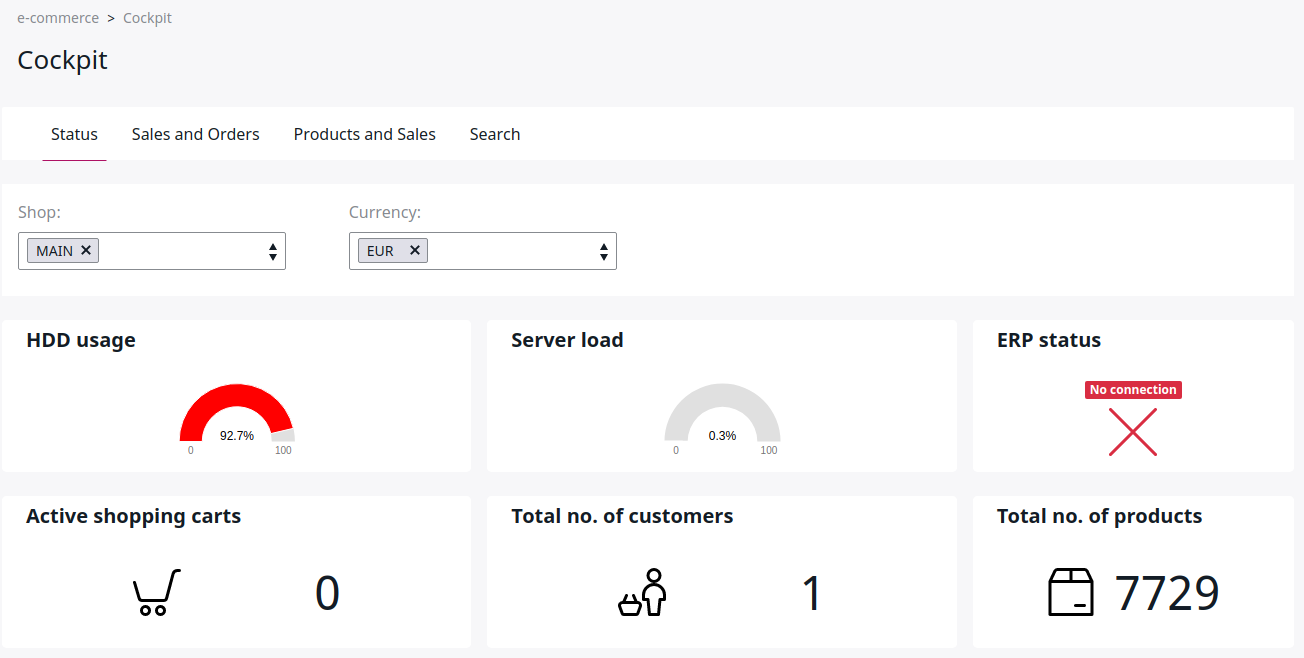 e-commerce > Cockpit
Cockpit
Status Sales and Orders Products and Sales Search
Shop: Currency:
MAIN EUR
HDD usage Server load ERP status
No connection
92.7% 0.3%
0 100 0 100
Active shopping carts Total no. of customers Total no. of products
0 1 7729